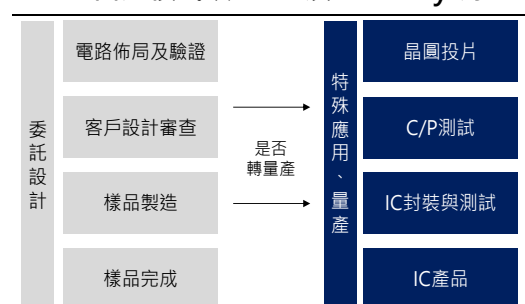 委託設計
電路佈局及驗證
客戶設計審查
樣品製造
樣品完成
是否
轉量產
特殊應用、量產
晶圓投片
C/P測試
IC封裝與測試
IC產品